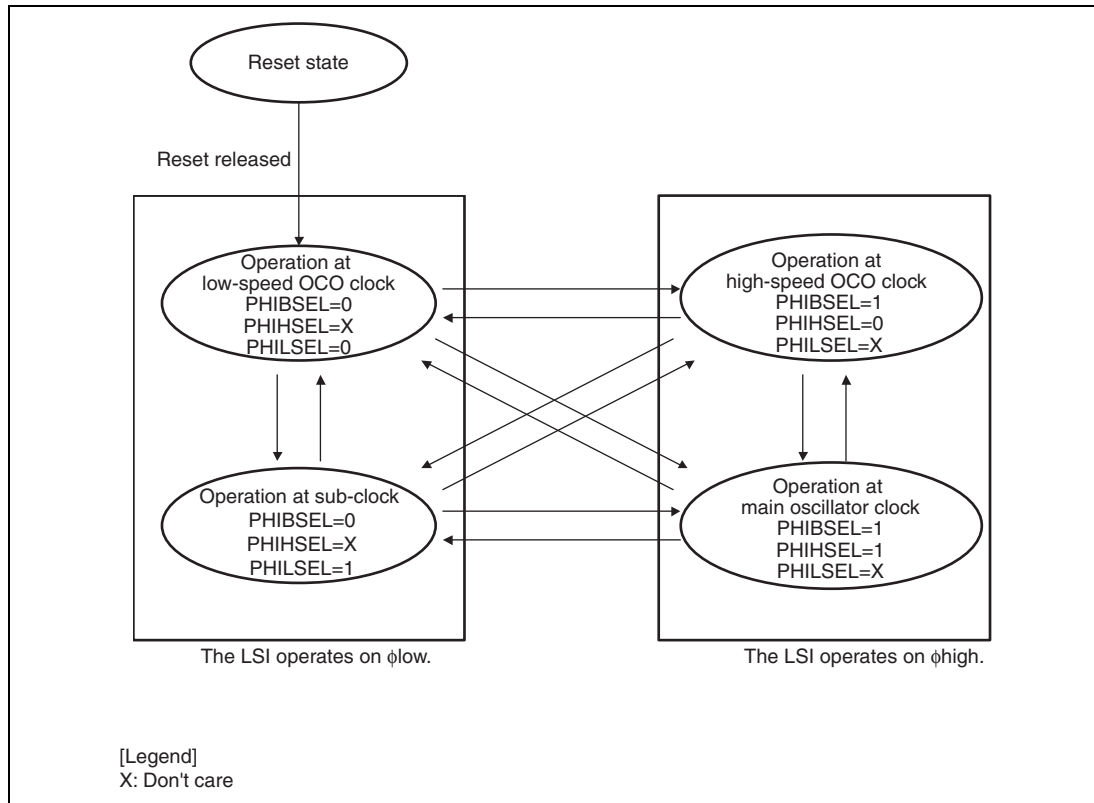 Reset state
Reset released
Operation at
low-speed OCO clock
PHIBSEL=0
PHIHSEL=X
PHILSEL=0
Operation at
high-speed OCO clock
PHIBSEL=1
PHIHSEL=0
PHILSEL=X
Operation at sub-clock
PHIBSEL=0
PHIHSEL=X
PHILSEL=1
Operation at
main oscillator clock
PHIBSEL=1
PHIHSEL=1
PHILSEL=X
The LSI operates on ϕlow.
The LSI operates on ϕhigh.
[Legend]
X: Don't care